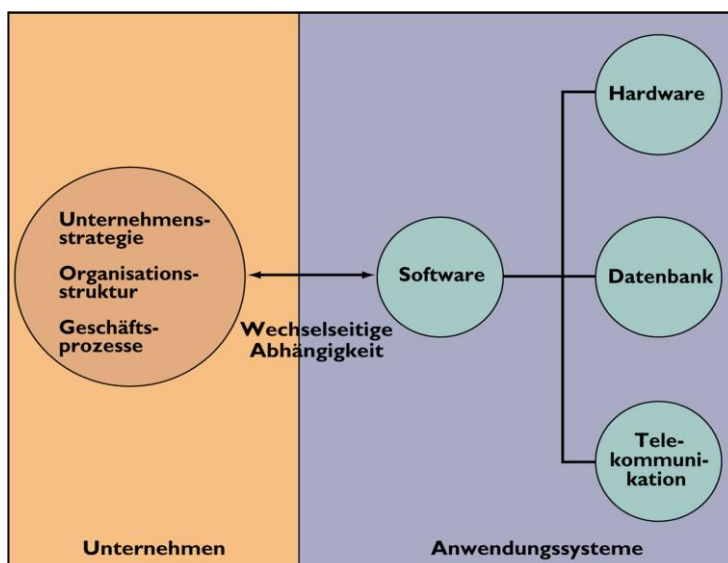 Unternehmens-
strategie
Organisations-
struktur
Geschäfts-
prozesse
Wechselseitige
Abhängigkeit
Software
Hardware
Datenbank
Tele-
kommuni-
kation
Unternehmen
Anwendungssysteme